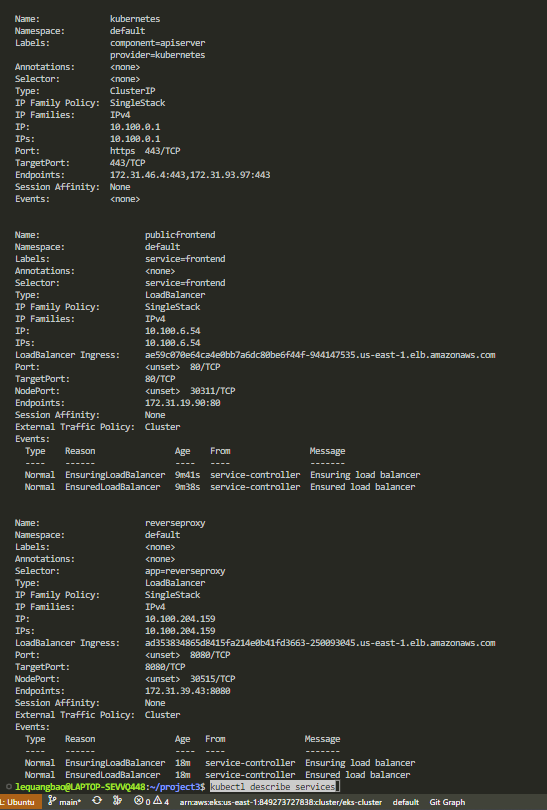 Name:              kubernetes
Namespace:         default
Labels:            component=apiserver
                   provider=kubernetes
Annotations:       <none>
Selector:          <none>
Type:              ClusterIP
IP Family Policy:  SingleStack
IP Families:       IPv4
IP:                10.100.0.1
IPs:               10.100.0.1
Port:              https  443/TCP
TargetPort:        443/TCP
Endpoints:         172.31.46.4:443,172.31.93.97:443
Session Affinity:  None
Events:            <none>
Name:                     publicfrontend
Namespace:                default
Labels:                   service=frontend
Annotations:              <none>
Selector:                 service=frontend
Type:                     LoadBalancer
IP Family Policy:         SingleStack
IP Families:              IPv4
IP:                       10.100.6.54
IPs:                      10.100.6.54
LoadBalancer Ingress:     ae59c070e64ca4e0bb7a6dc80be6f44f-944147535.us-east-1.elb.amazonaws.com
Port:                     <unset>  80/TCP
TargetPort:               80/TCP
NodePort:                 <unset>  30311/TCP
Endpoints:                172.31.19.90:80
Session Affinity:         None
External Traffic Policy:  Cluster
Events:
  Type    Reason                Age    From                Message
  ----    ------                ----   ----                -------
  Normal  EnsuringLoadBalancer  9m41s  service-controller  Ensuring load balancer
  Normal  EnsuredLoadBalancer   9m38s  service-controller  Ensured load balancer
Name:                     reverseproxy
Namespace:                default
Labels:                   <none>
Annotations:              <none>
Selector:                 app=reverseproxy
Type:                     LoadBalancer
IP Family Policy:         SingleStack
IP Families:              IPv4
IP:                       10.100.204.159
IPs:                      10.100.204.159
LoadBalancer Ingress:     ad353834865d8415fa214e0b41fd3663-250093045.us-east-1.elb.amazonaws.com
Port:                     <unset>  8080/TCP
TargetPort:               8080/TCP
NodePort:                 <unset>  30515/TCP
Endpoints:                172.31.39.43:8080
Session Affinity:         None
External Traffic Policy:  Cluster
Events:
  Type    Reason                Age   From                Message
  ----    ------                ----  ----                -------
  Normal  EnsuringLoadBalancer  18m   service-controller  Ensuring load balancer
  Normal  EnsuredLoadBalancer   18m   service-controller  Ensured load balancer
lequangbao@LAPTOP-SEVVQ448:~/project3$ kubectl describe services
L: Ubuntu main* 0 4 arn:aws:eks:us-east-1:849273727838:cluster/eks-cluster default Git Graph